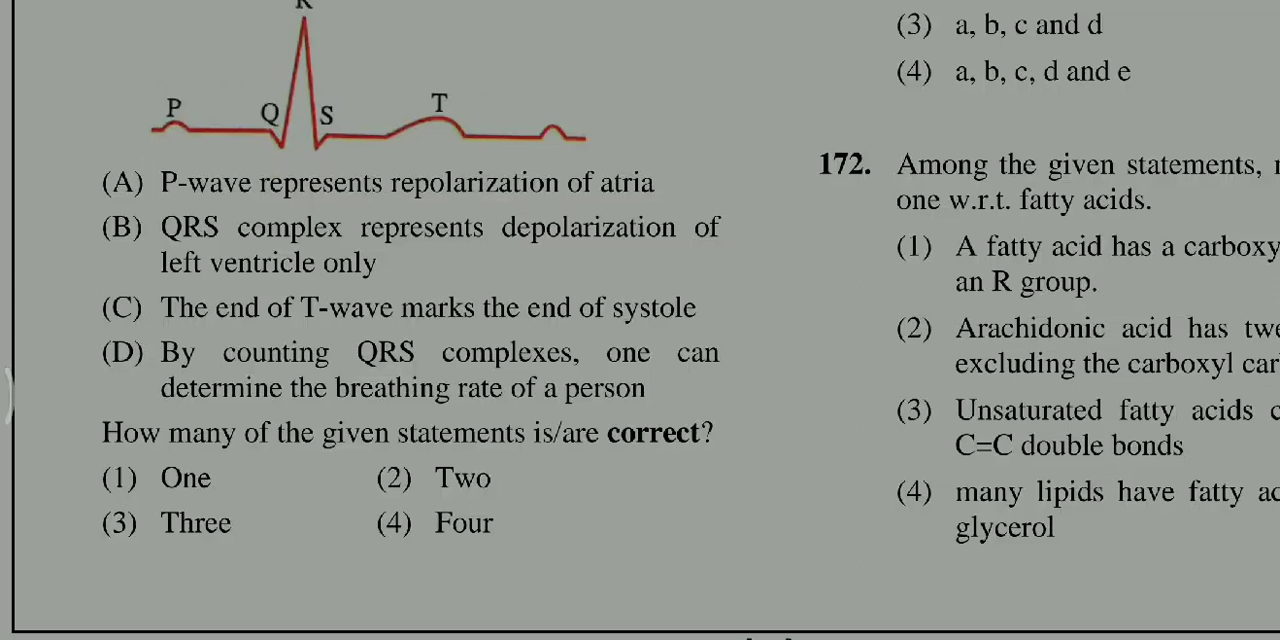 P
Q
S
T
(A) P-wave represents repolarization of atria
(B) QRS complex represents depolarization of
left ventricle only
(C) The end of T-wave marks the end of systole
(D) By counting QRS complexes, one can
determine the breathing rate of a person
How many of the given statements is/are correct?
(1) One (2) Two
(3) Three (4) Four
(3) a, b, c and d
(4) a, b, c, d and e
172. Among the given statements,
one w.r.t. fatty acids.
(1) A fatty acid has a carboxy
an R group.
(2) Arachidonic acid has twe
excluding the carboxyl car
(3) Unsaturated fatty acids
C=C double bonds
(4) many lipids have fatty ac
glycerol